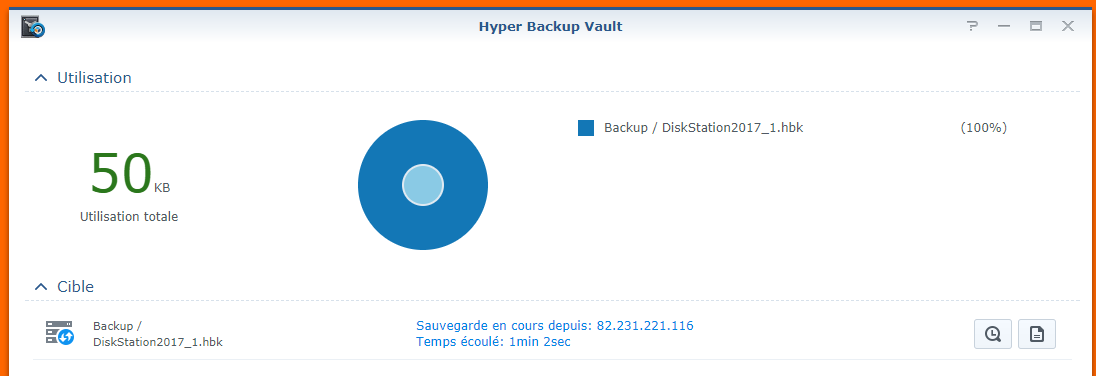 Hyper Backup Vault
Utilisation
50 KB
Utilisation totale
Backup / DiskStation2017_1.hbk (100%)
Cible
Backup /
DiskStation2017_1.hbk
Sauvegarde en cours depuis: 82.231.221.116
Temps écoulé: 1min 2sec